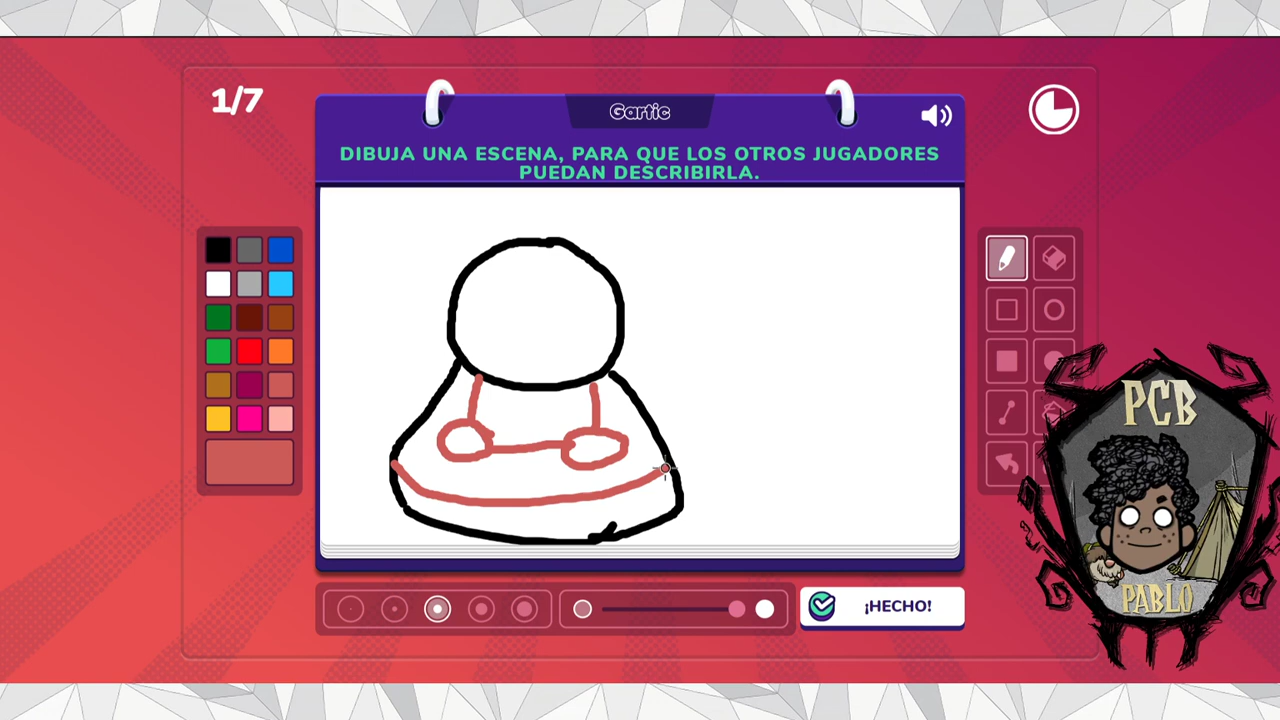 1/7
Gartic
DIBUJA UNA ESCENA, PARA QUE LOS OTROS JUGADORES
PUEDAN DESCRIBIRLA.
PCB
PABLO
¡HECHO!